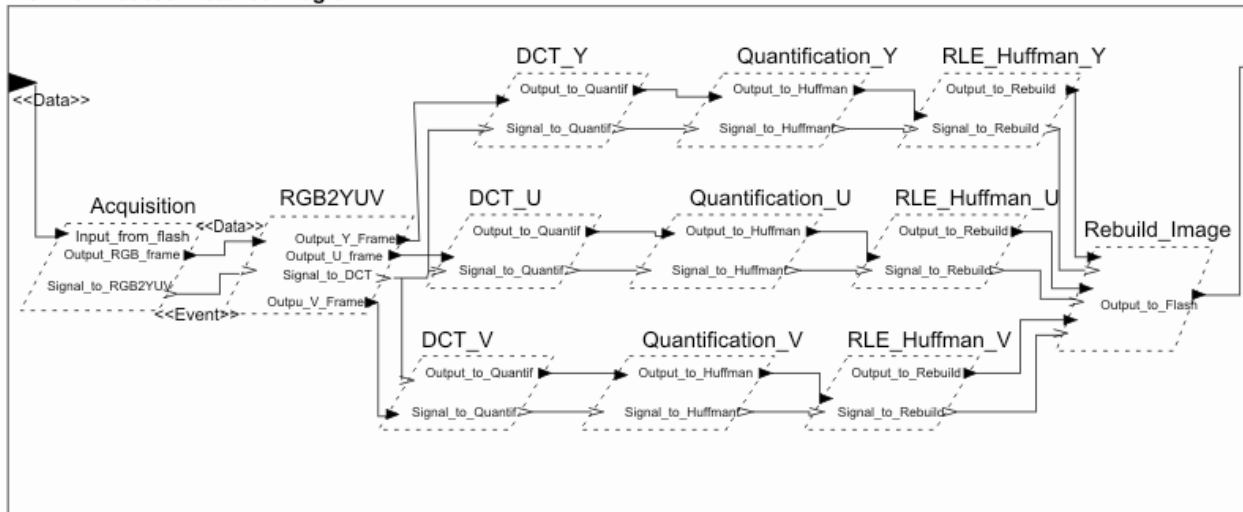 <<Data>>
Acquisition
Input_from_flash
Output_RGB_frame
Signal_to_RGB2YUV
<<Data>>
<<Event>>
RGB2YUV
Output_Y_Frame
Output_U_frame
Signal_to_DCT
Outpu_V_Frame
DCT_Y
Output_to_Quantif
Signal_to_Quantif
Quantification_Y
Output_to_Huffman
Signal_to_Huffman
RLE_Huffman_Y
Output_to_Rebuild
Signal_to_Rebuild
DCT_U
Output_to_Quantif
Signal_to_Quantif
Quantification_U
Output_to_Huffman
Signal_to_Huffman
RLE_Huffman_U
Output_to_Rebuild
Signal_to_Rebuild
DCT_V
Output_to_Quantif
Signal_to_Quantif
Quantification_V
Output_to_Huffman
Signal_to_Huffman
RLE_Huffman_V
Output_to_Rebuild
Signal_to_Rebuild
Rebuild_Image
Output_to_Flash